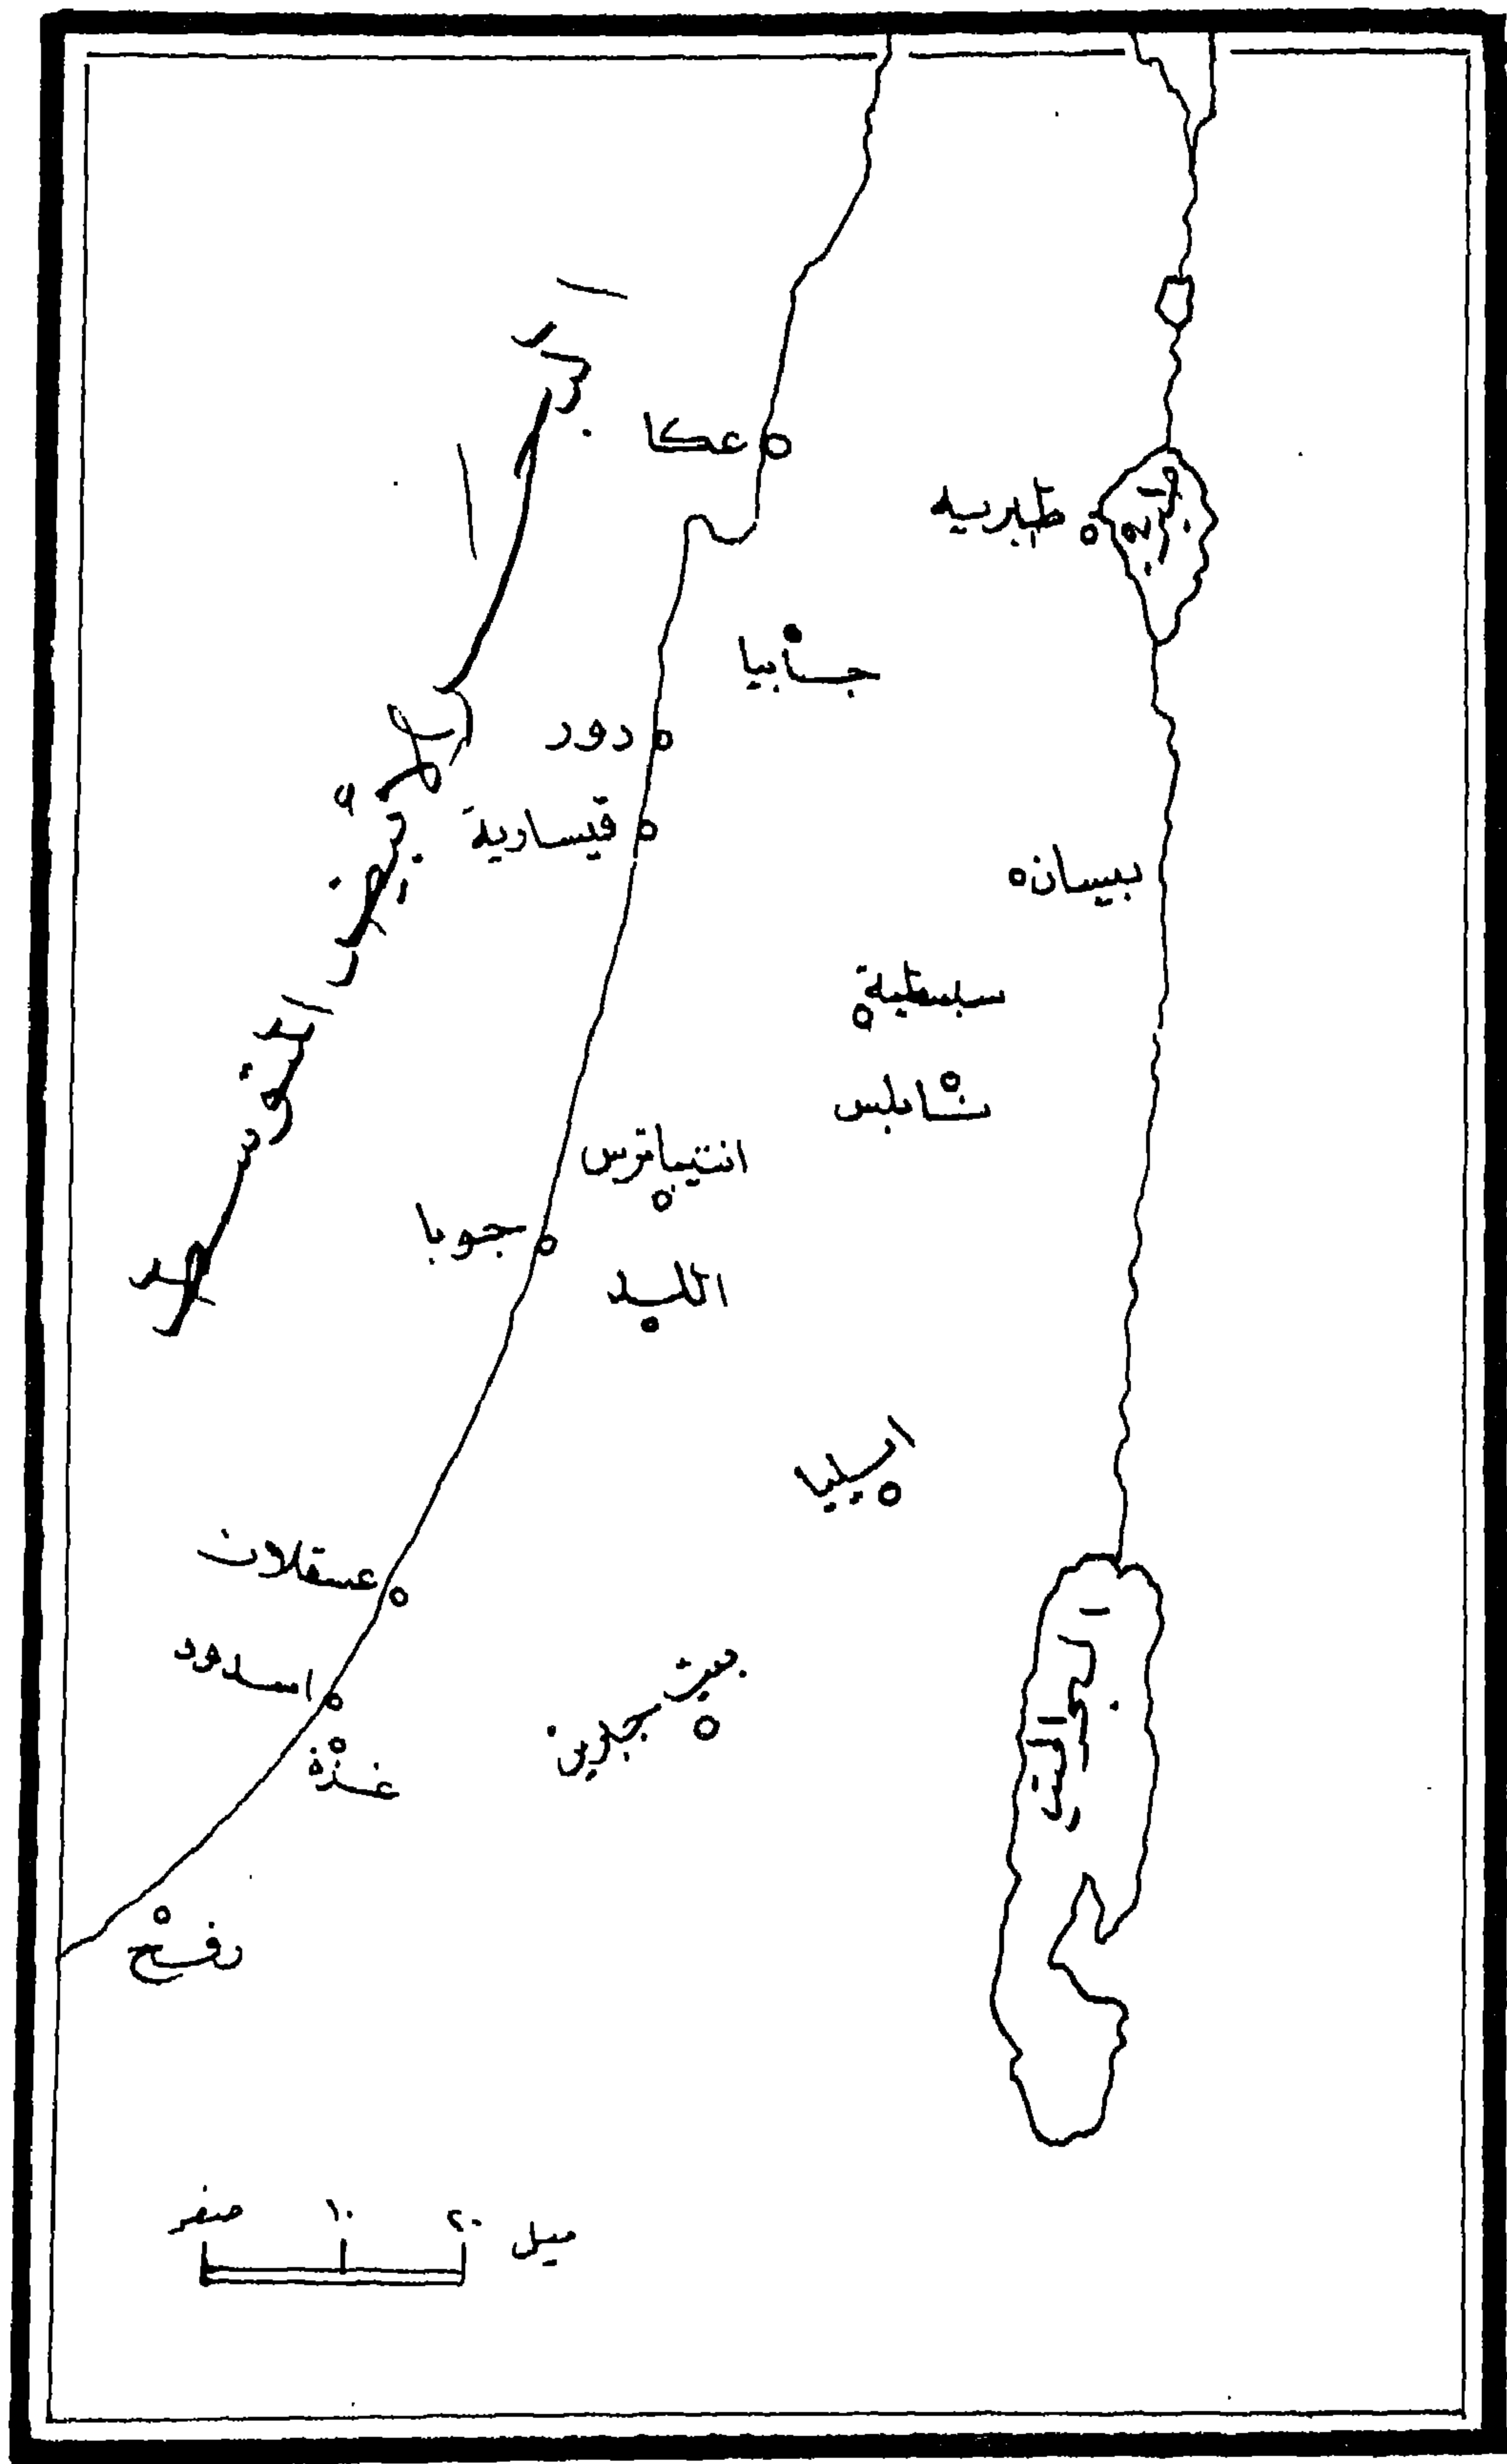 عكا
طبريه
جابيا
دور
قيسارية
بيسان
سبسطية
نابلس
انتيباترس
جوبا
اللد
ايليا
عسقلان
اسدود
بيت جبرين
غزة
رفح
البحر الابيض المتوسط
البحر الميت
صفر ١٠ ٢٠ ميل